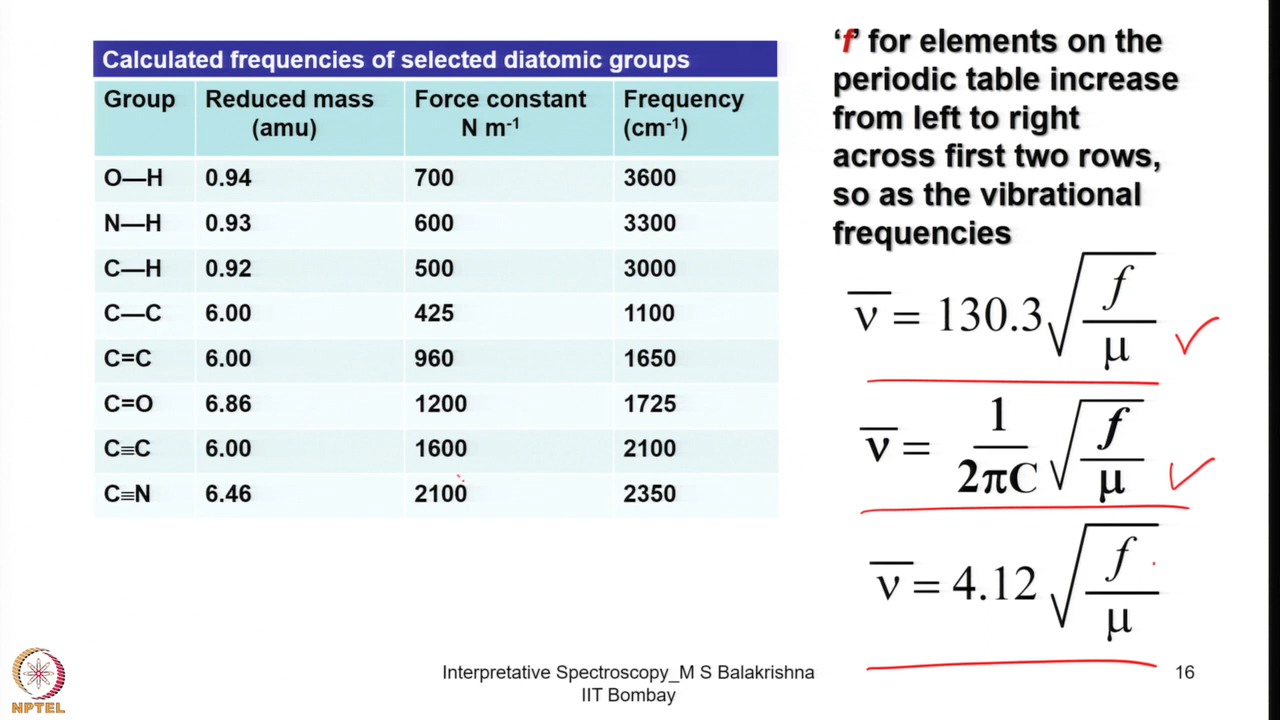 Calculated frequencies of selected diatomic groups
Group Reduced mass (amu) Force constant N m-1 Frequency (cm-1)
O—H 0.94 700 3600
N—H 0.93 600 3300
C—H 0.92 500 3000
C—C 6.00 425 1100
C=C 6.00 960 1650
C=O 6.86 1200 1725
C≡C 6.00 1600 2100
C≡N 6.46 2100 2350
‘f’ for elements on the
periodic table increase
from left to right
across first two rows,
so as the vibrational
frequencies
ν̅ = 130.3√(f/μ)
ν̅ = 1/2πC √(f/μ)
ν̅ = 4.12√(f/μ)
Interpretative Spectroscopy_M S Balakrishna
IIT Bombay
16
NPTEL